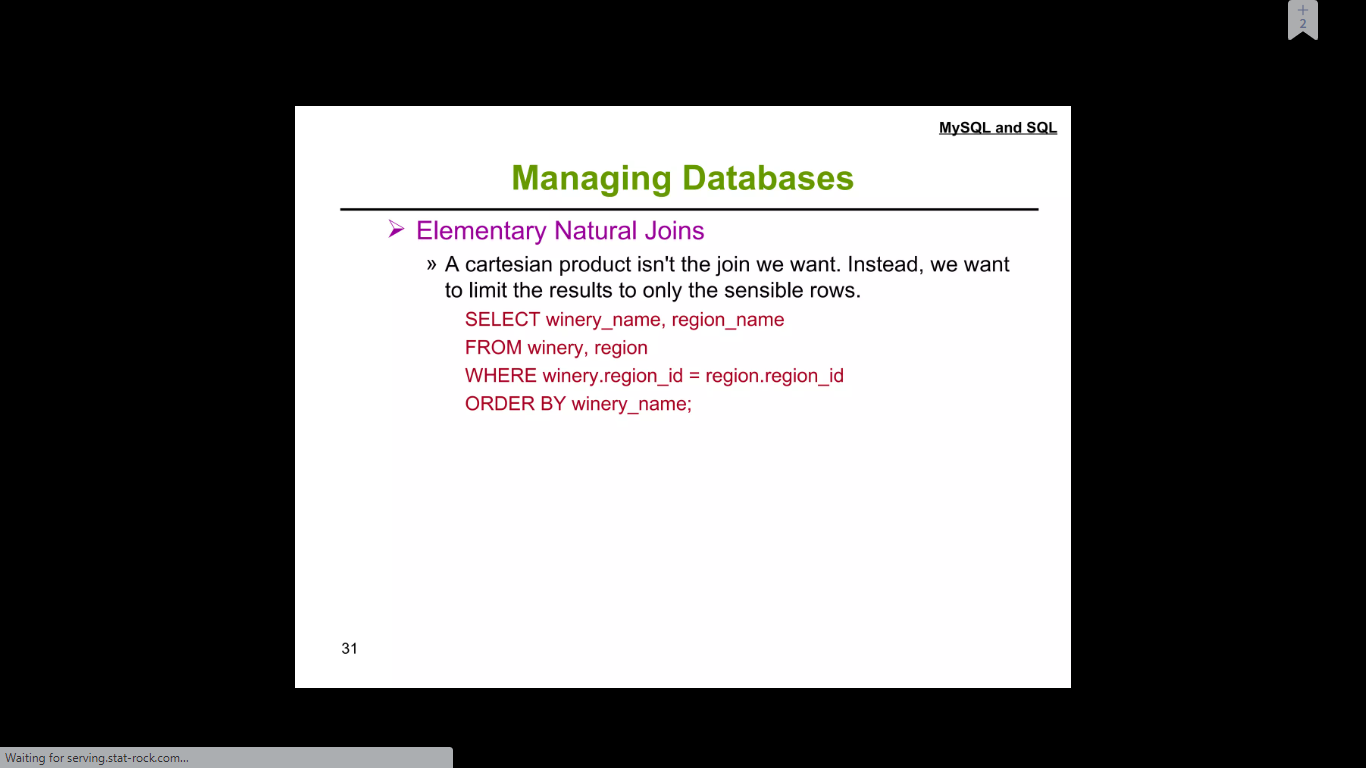 +
2
MySQL and SQL
Managing Databases
Elementary Natural Joins
» A cartesian product isn't the join we want. Instead, we want
to limit the results to only the sensible rows.
SELECT winery_name, region_name
FROM winery, region
WHERE winery.region_id = region.region_id
ORDER BY winery_name;
31
Waiting for serving.stat-rock.com...